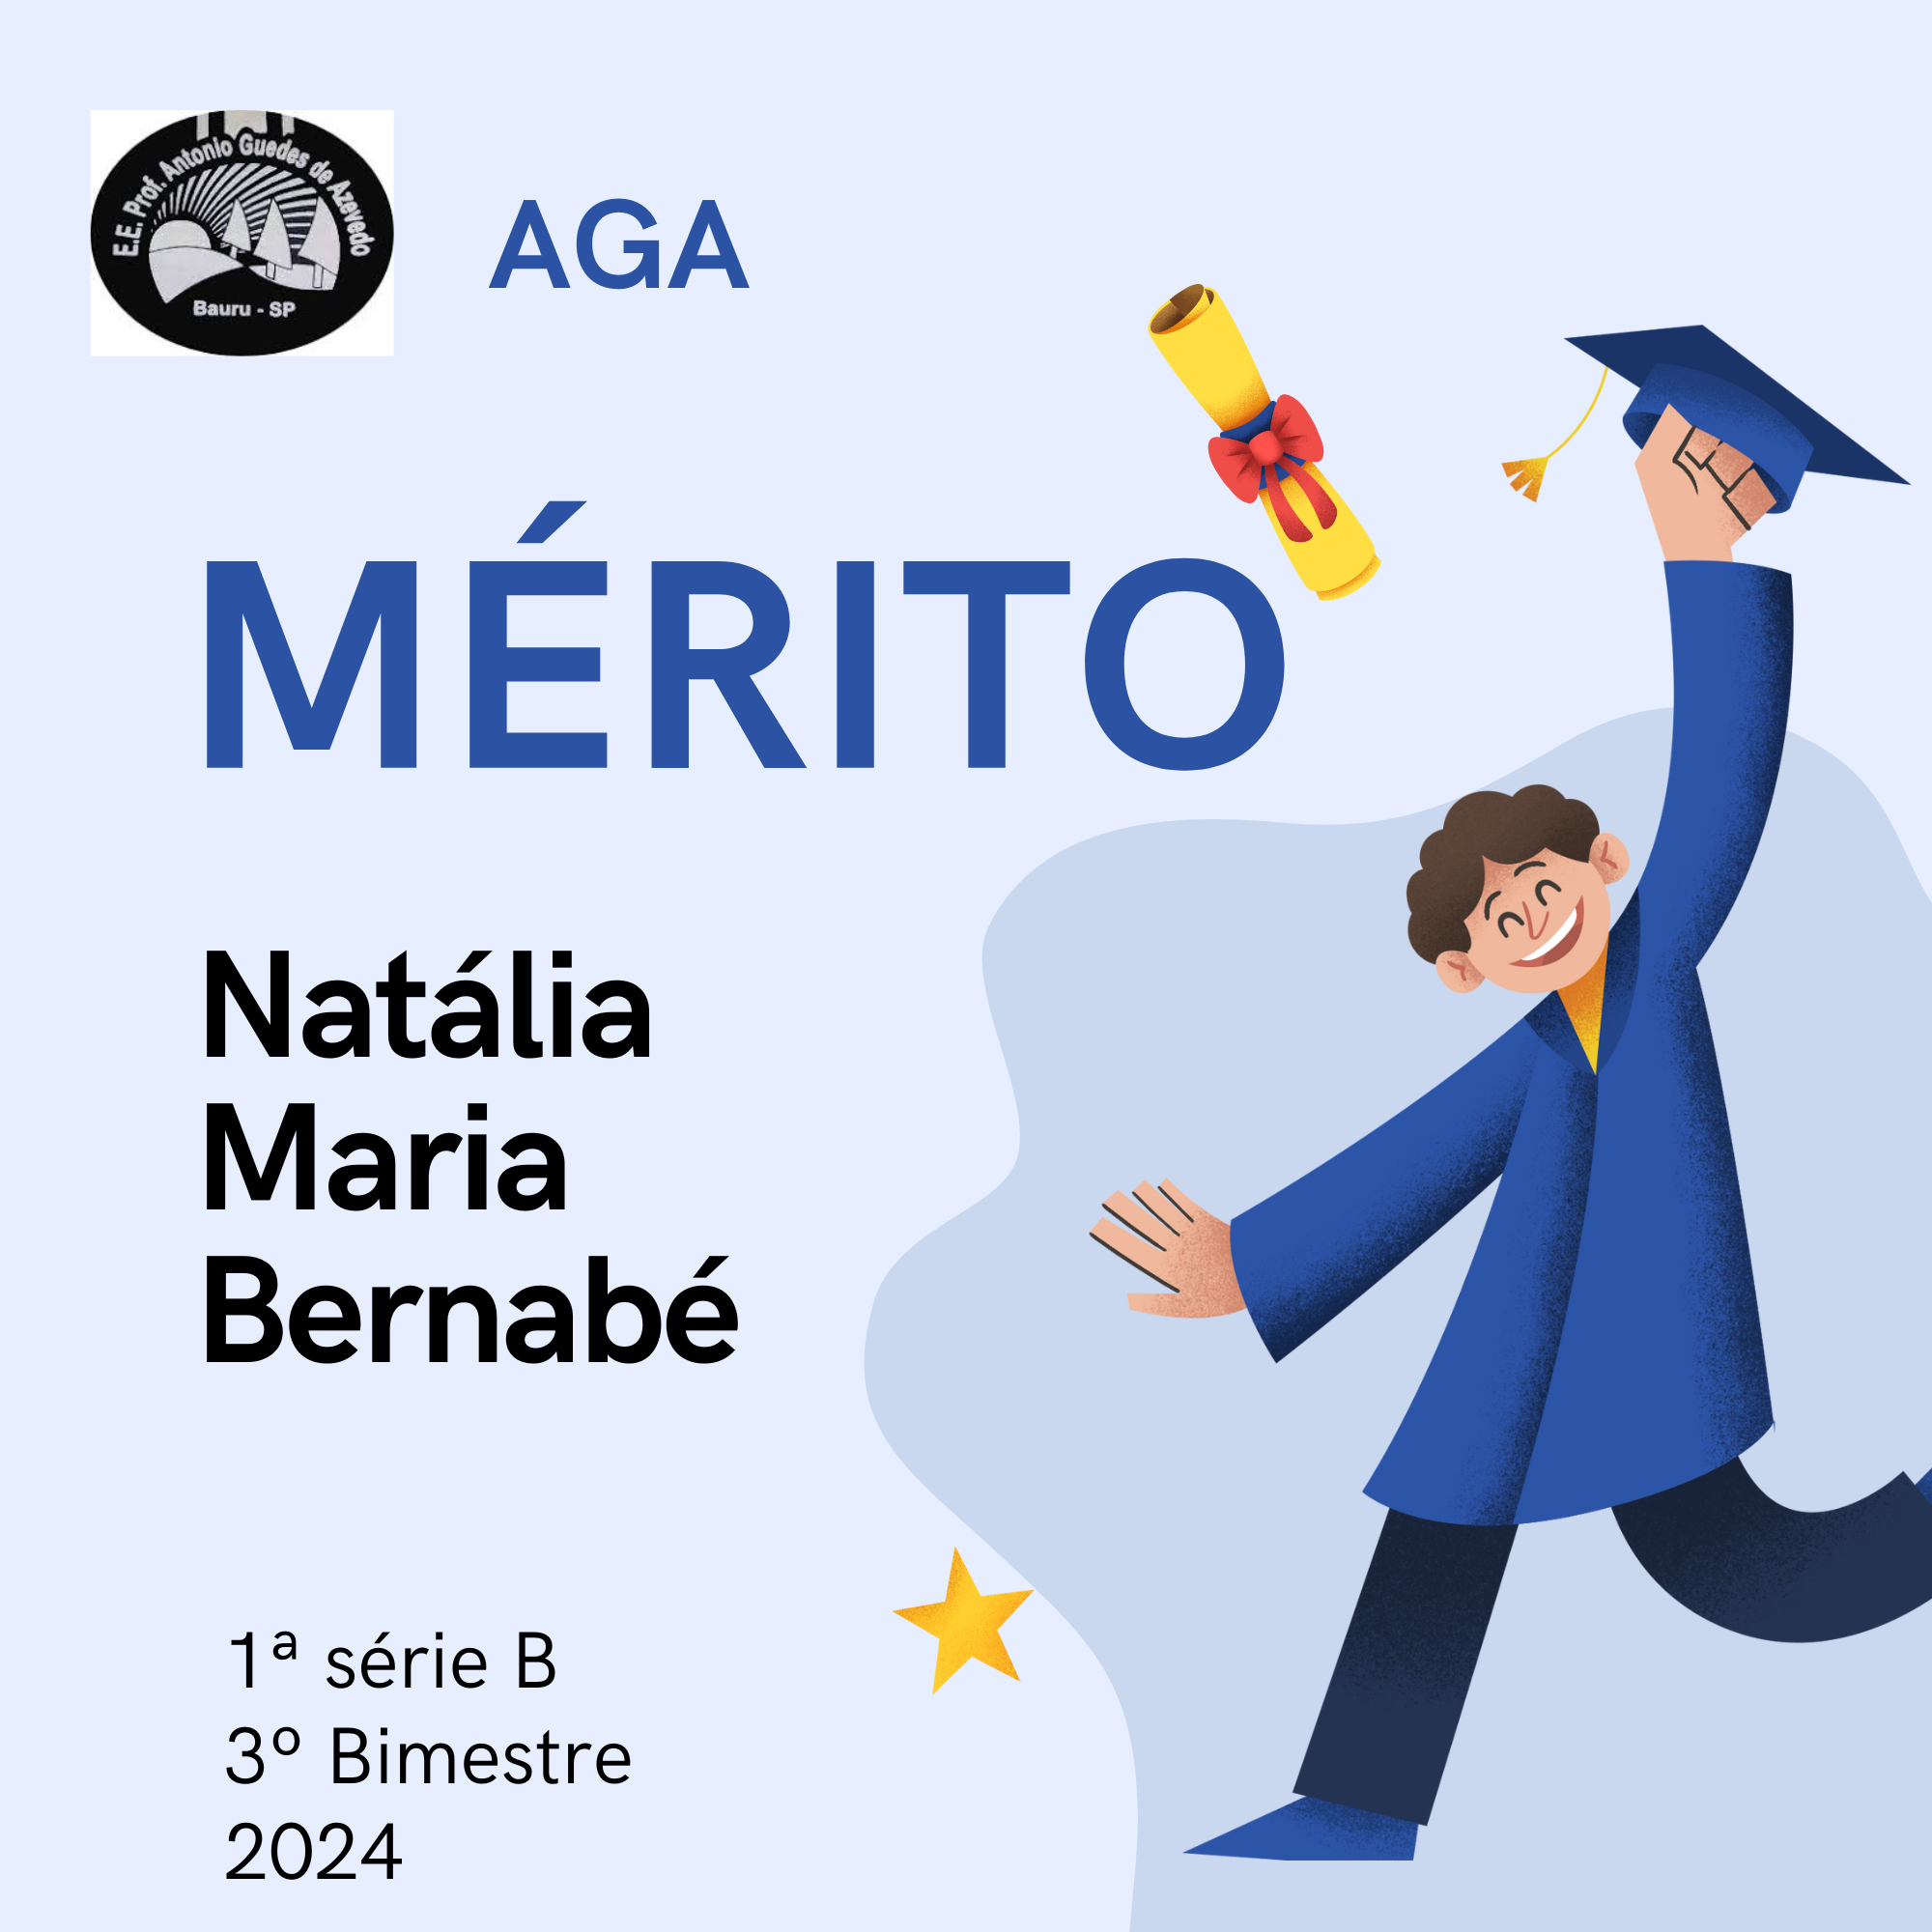 E.E. Prof. Antonio Guedes de Azevedo
Bauru - SP
AGA
MÉRITO
Natália
Maria
Bernabé
1ª série B
3º Bimestre
2024